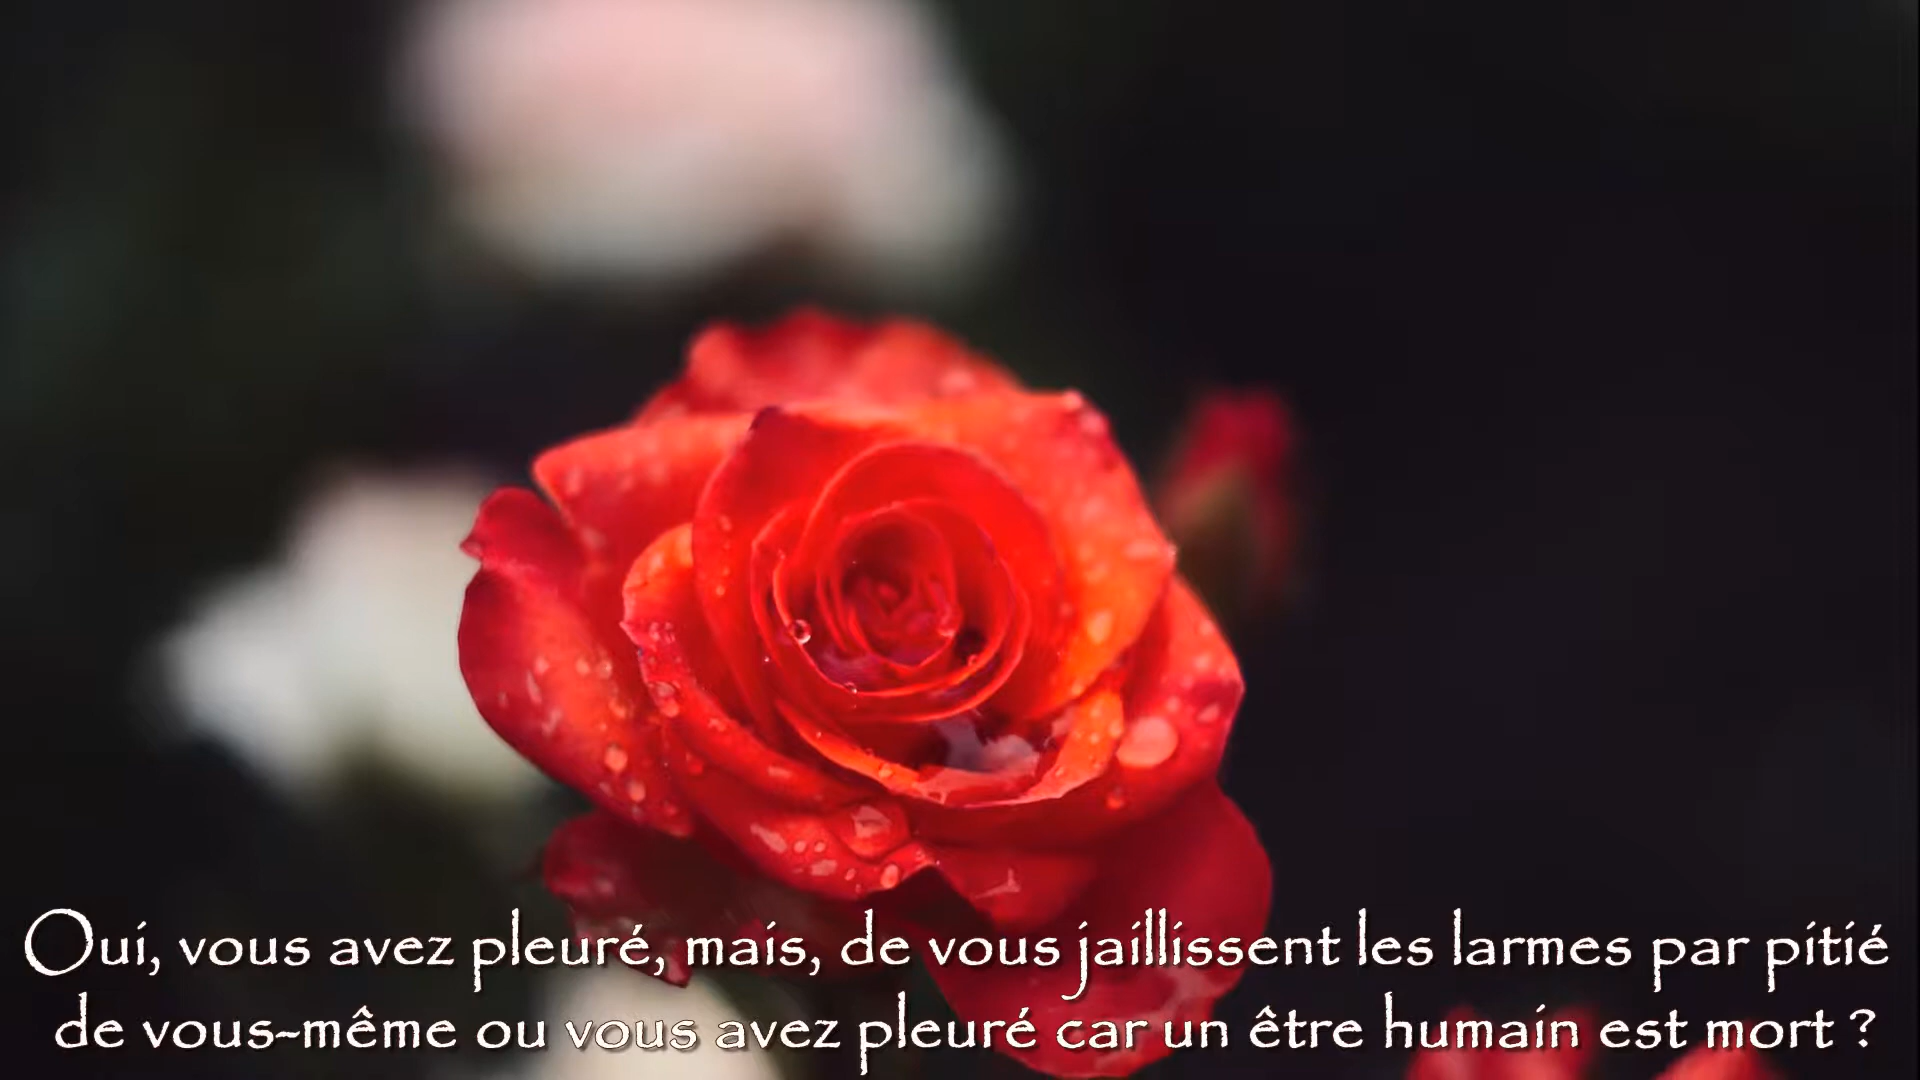 Oui, vous avez pleuré, mais, de vous jaillissent les larmes par pitié
de vous-même ou vous avez pleuré car un être humain est mort ?